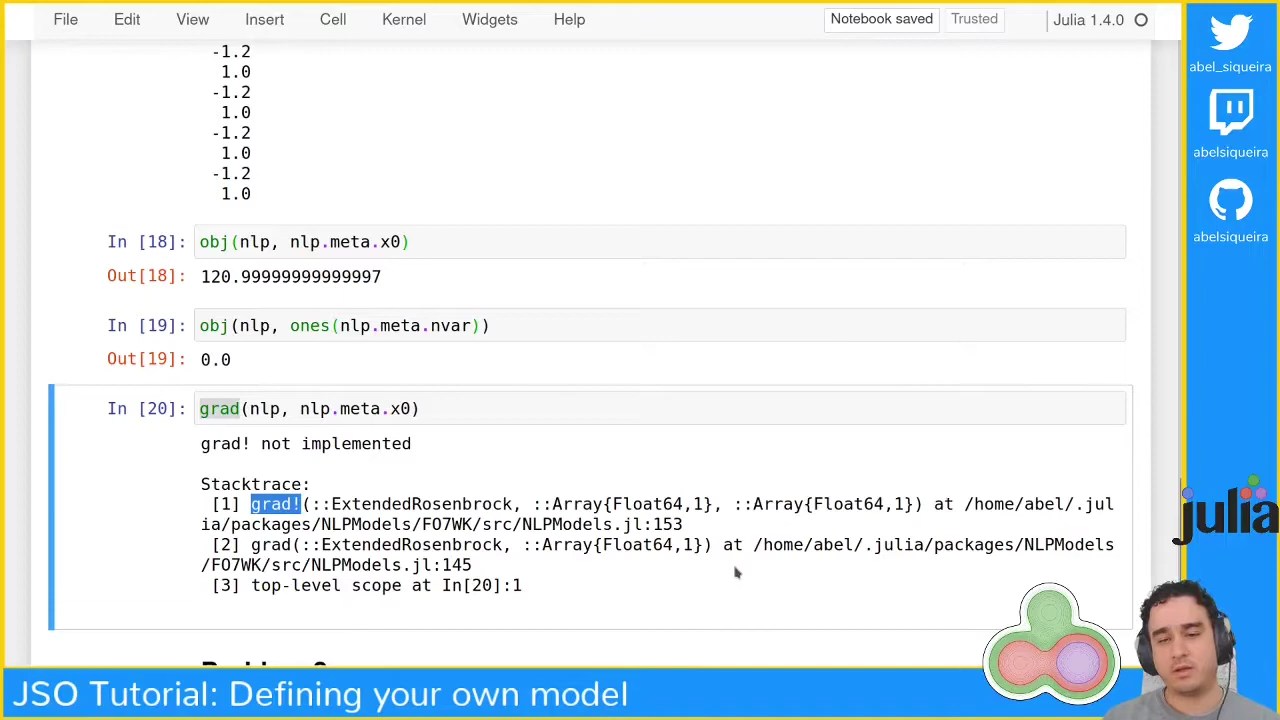 File Edit View Insert Cell Kernel Widgets Help Notebook saved Trusted Julia 1.4.0
-1.2
1.0
-1.2
1.0
-1.2
1.0
-1.2
1.0
In [18]: obj(nlp, nlp.meta.x0)
Out[18]: 120.99999999999997
In [19]: obj(nlp, ones(nlp.meta.nvar))
Out[19]: 0.0
In [20]: grad(nlp, nlp.meta.x0)
grad! not implemented
Stacktrace:
[1] grad!(::ExtendedRosenbrock, ::Array{Float64,1}, ::Array{Float64,1}) at /home/abel/.jul
ia/packages/NLPModels/FO7WK/src/NLPModels.jl:153
[2] grad(::ExtendedRosenbrock, ::Array{Float64,1}) at /home/abel/.julia/packages/NLPModels
/FO7WK/src/NLPModels.jl:145
[3] top-level scope at In[20]:1
abel_siqueira
abelsiqueira
abelsiqueira
julia
JSO Tutorial: Defining your own model